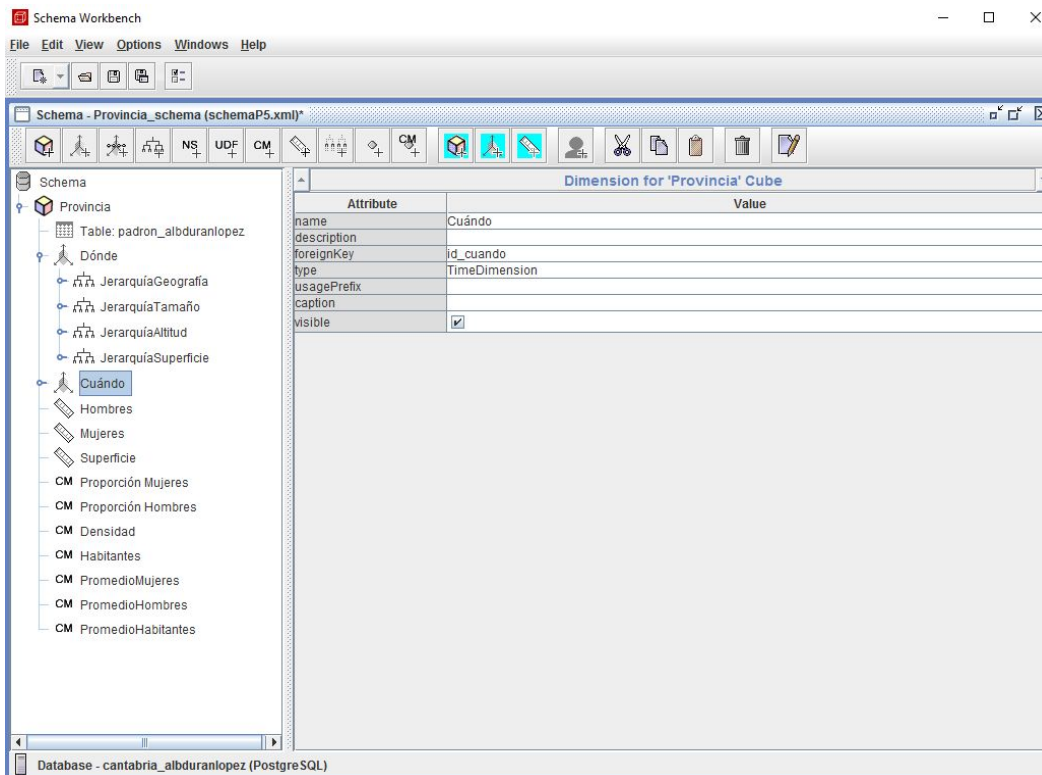 Schema Workbench
File Edit View Options Windows Help
Schema - Provincia_schema (schemaP5.xml)*
NS UDF CM CM
Schema
Provincia
Table: padron_albduranlopez
Dónde
JerarquíaGeografía
JerarquíaTamaño
JerarquíaAltitud
JerarquíaSuperficie
Cuándo
Hombres
Mujeres
Superficie
CM Proporción Mujeres
CM Proporción Hombres
CM Densidad
CM Habitantes
CM PromedioMujeres
CM PromedioHombres
CM PromedioHabitantes
Dimension for 'Provincia' Cube
Attribute Value
name Cuándo
description
foreignKey id_cuando
type TimeDimension
usagePrefix
caption
visible
Database - cantabria_albduranlopez (PostgreSQL)